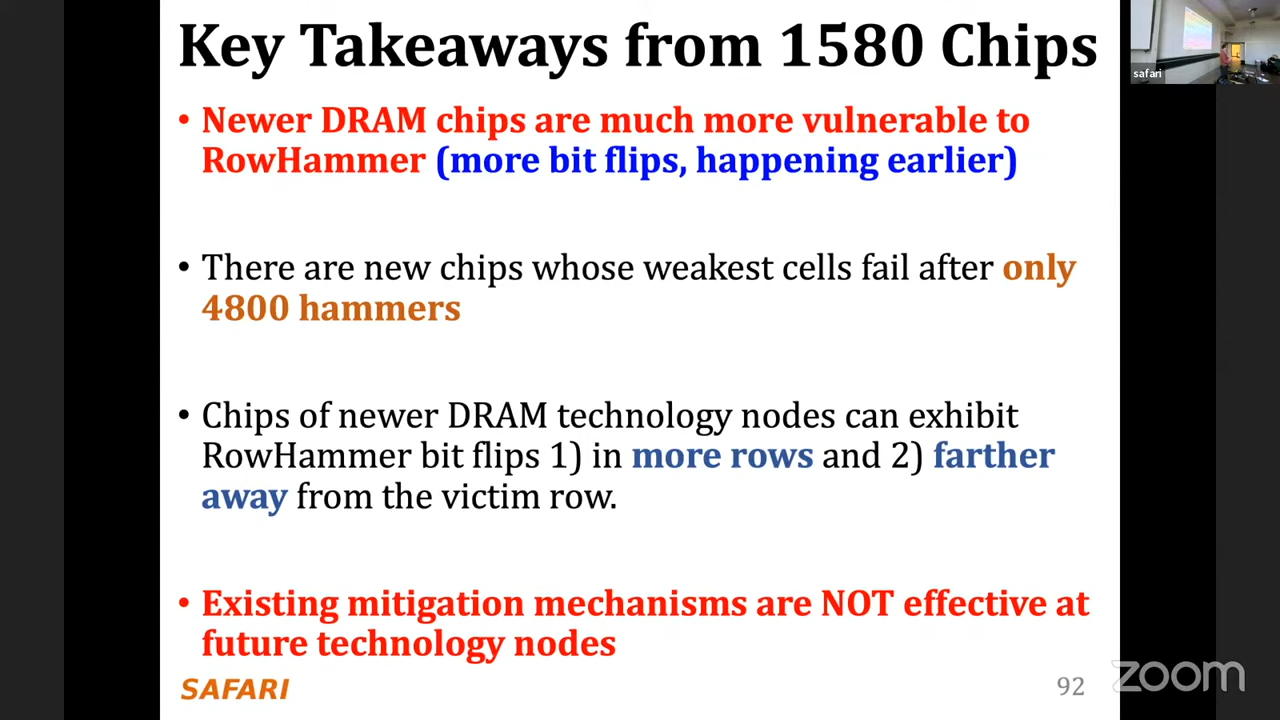 Key Takeaways from 1580 Chips
safari
• Newer DRAM chips are much more vulnerable to
RowHammer (more bit flips, happening earlier)
• There are new chips whose weakest cells fail after only
4800 hammers
• Chips of newer DRAM technology nodes can exhibit
RowHammer bit flips 1) in more rows and 2) farther
away from the victim row.
• Existing mitigation mechanisms are NOT effective at
future technology nodes
SAFARI
92
zoom